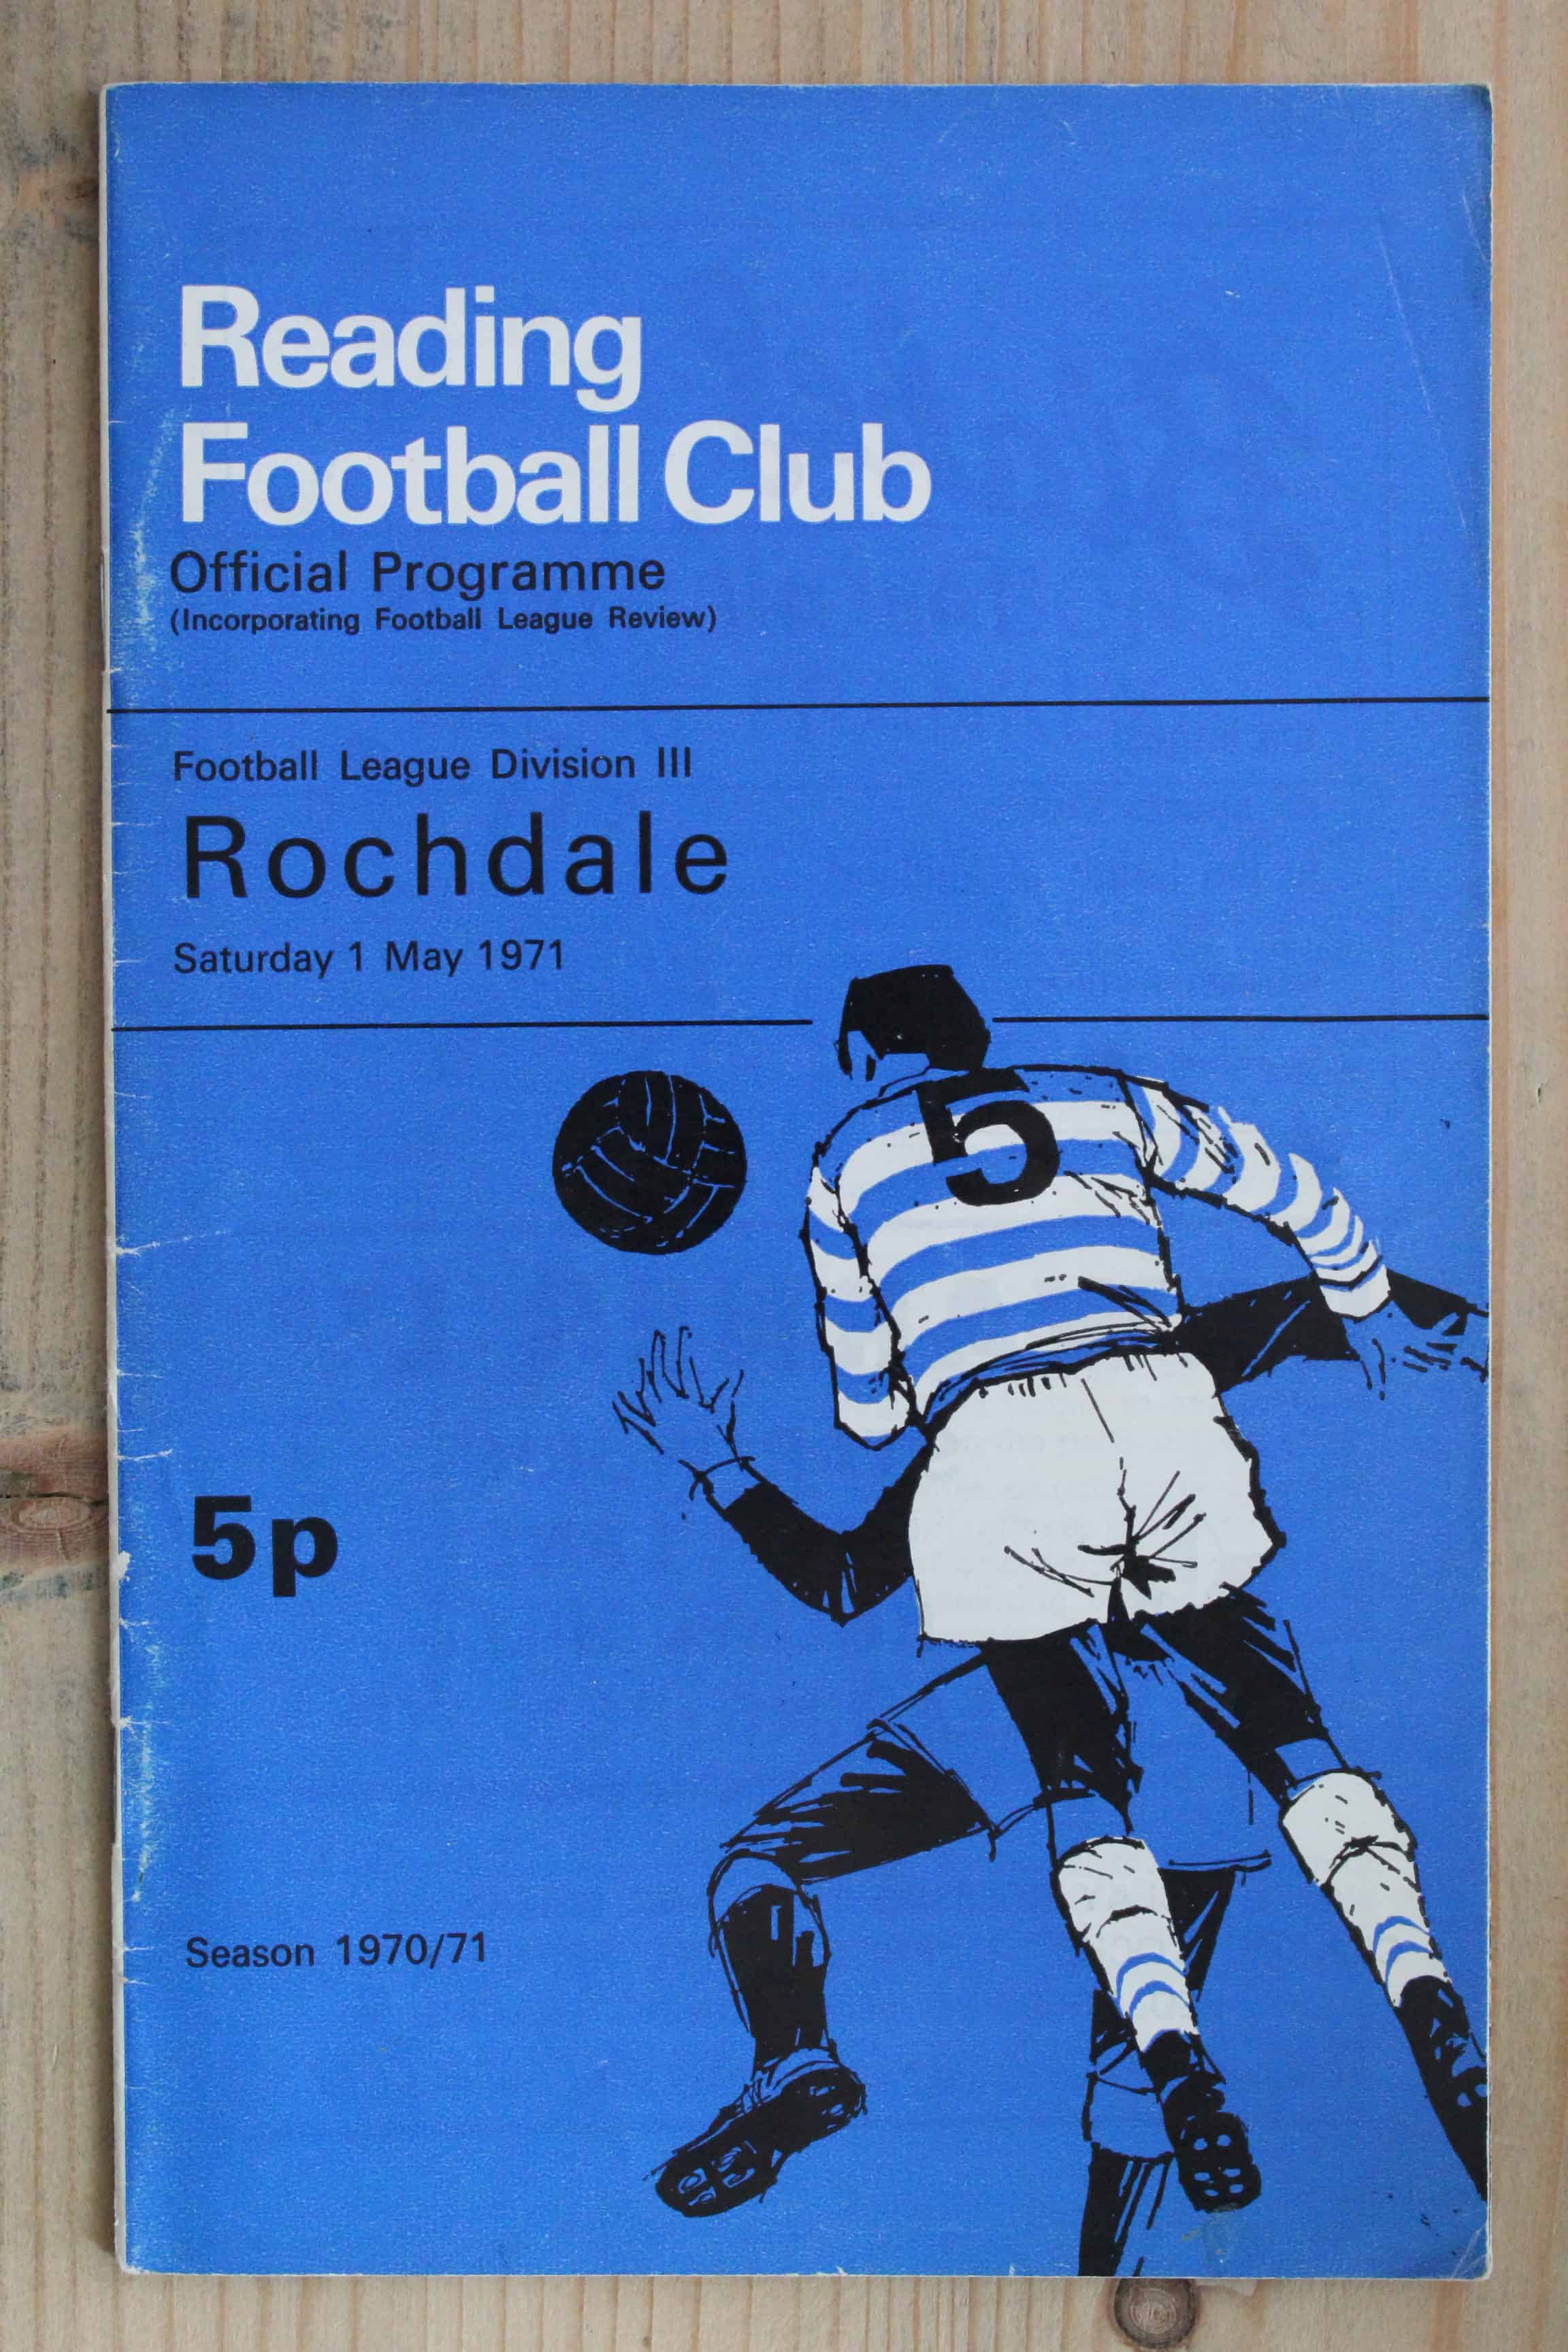 Reading
Football Club
Official Programme
(Incorporating Football League Review)
Football League Division III
Rochdale
Saturday 1 May 1971
5
5p
Season 1970/71